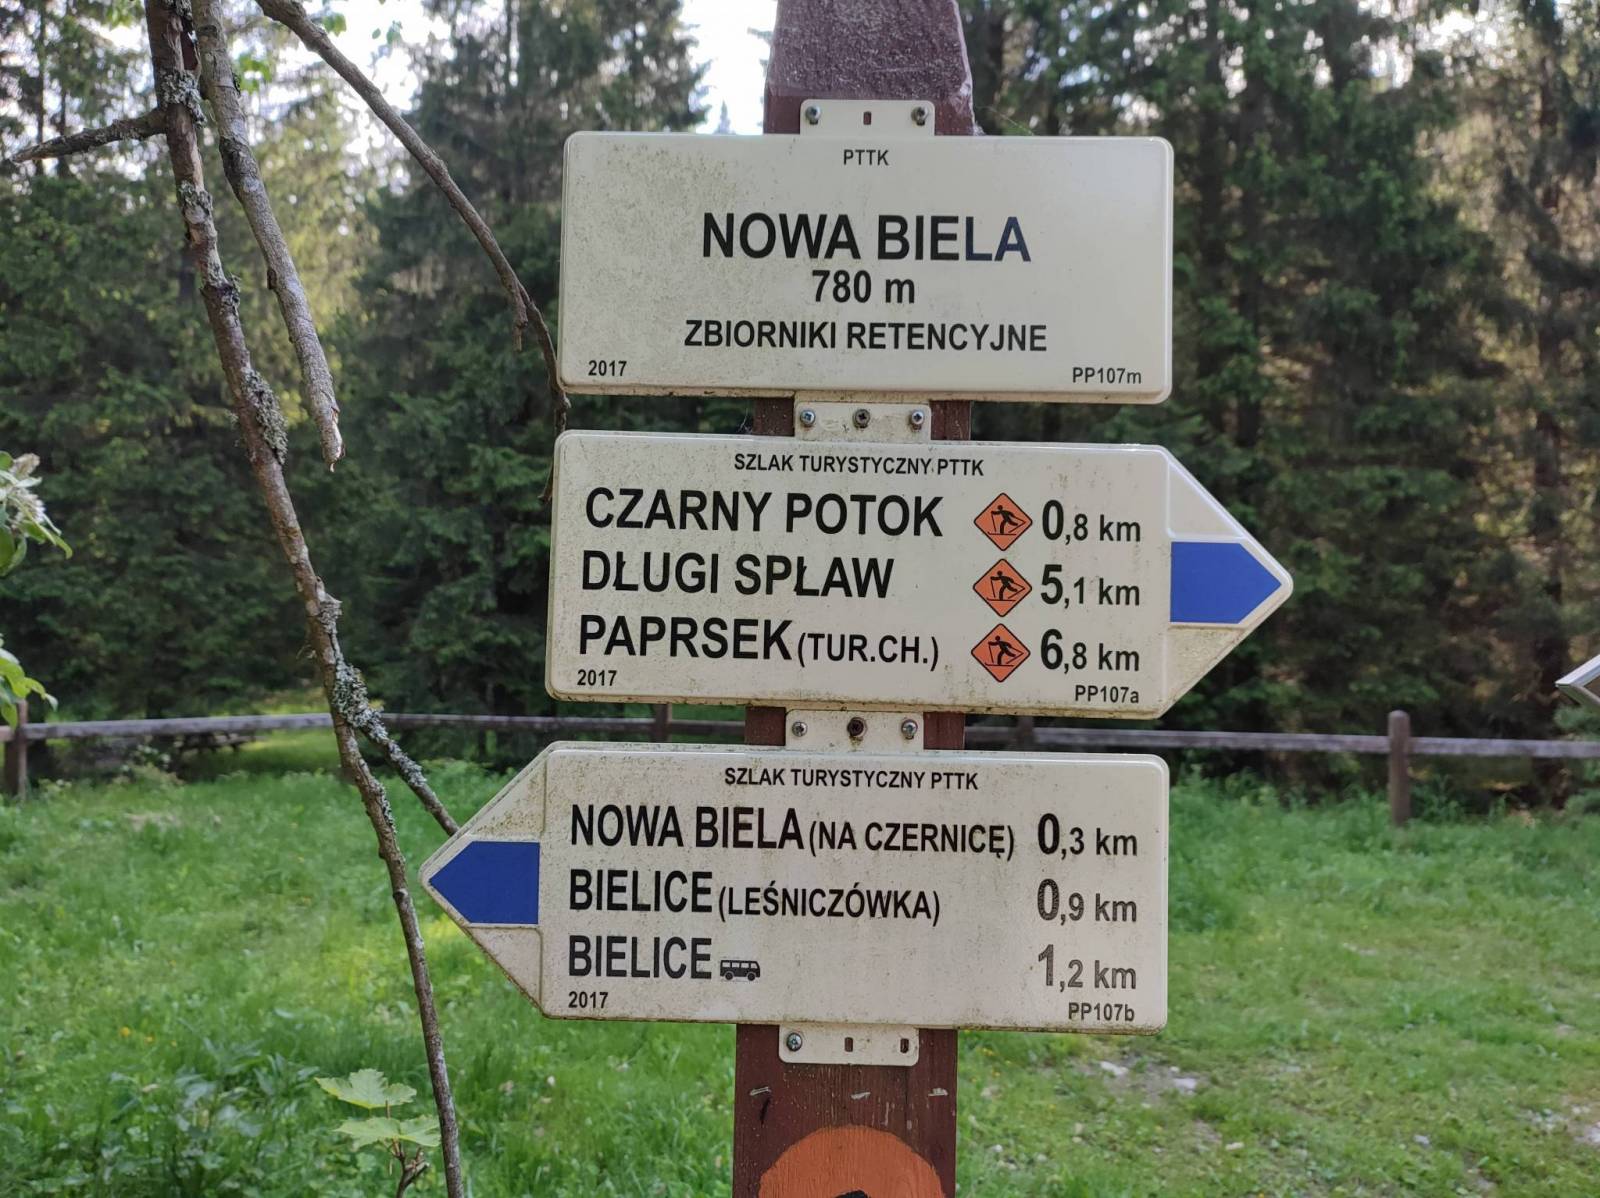 PTTK
NOWA BIELA
780 m
ZBIORNIKI RETENCYJNE
2017 PP107m
SZLAK TURYSTYCZNY PTTK
CZARNY POTOK 0,8 km
DŁUGI SPŁAW 5,1 km
PAPRSEK (TUR.CH.) 6,8 km
2017 PP107a
SZLAK TURYSTYCZNY PTTK
NOWA BIELA (NA CZERNICĘ) 0,3 km
BIELICE (LEŚNICZÓWKA) 0,9 km
BIELICE 1,2 km
2017 PP107b